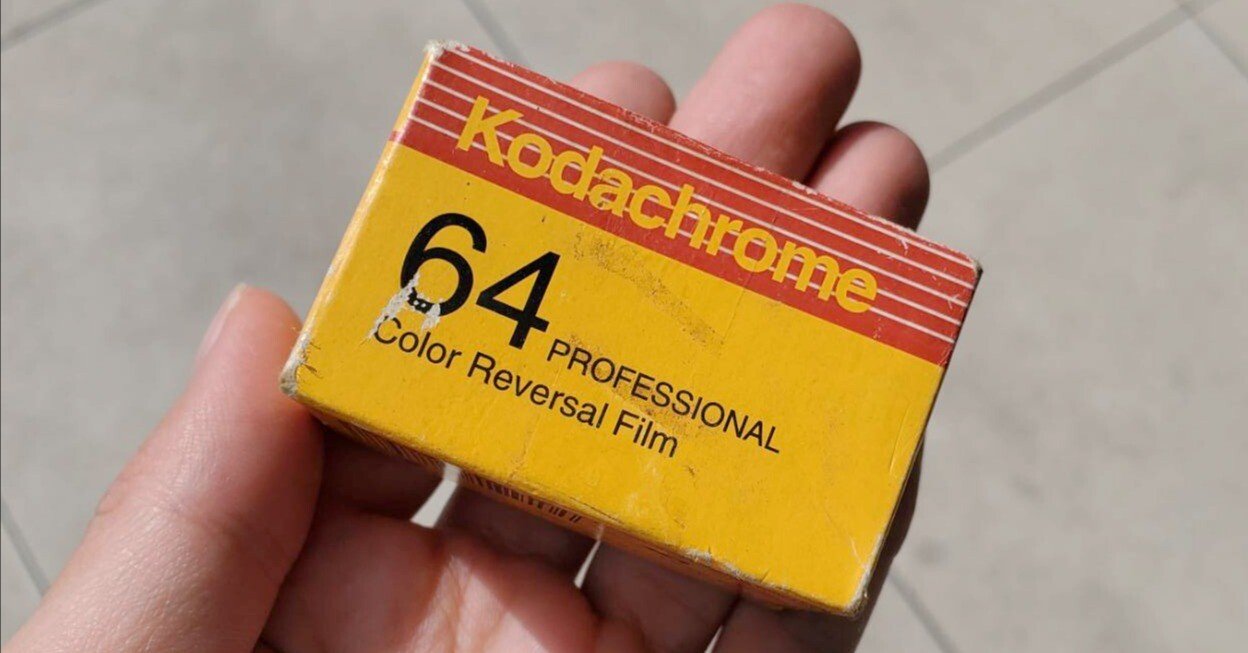 Kodachrome
64 PROFESSIONAL
Color Reversal Film